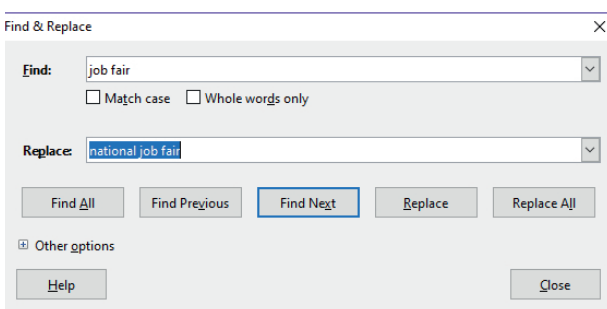 Find & Replace
Find: job fair
Match case Whole words only
Replace: national job fair
Find All Find Previous Find Next Replace Replace All
Other options
Help Close